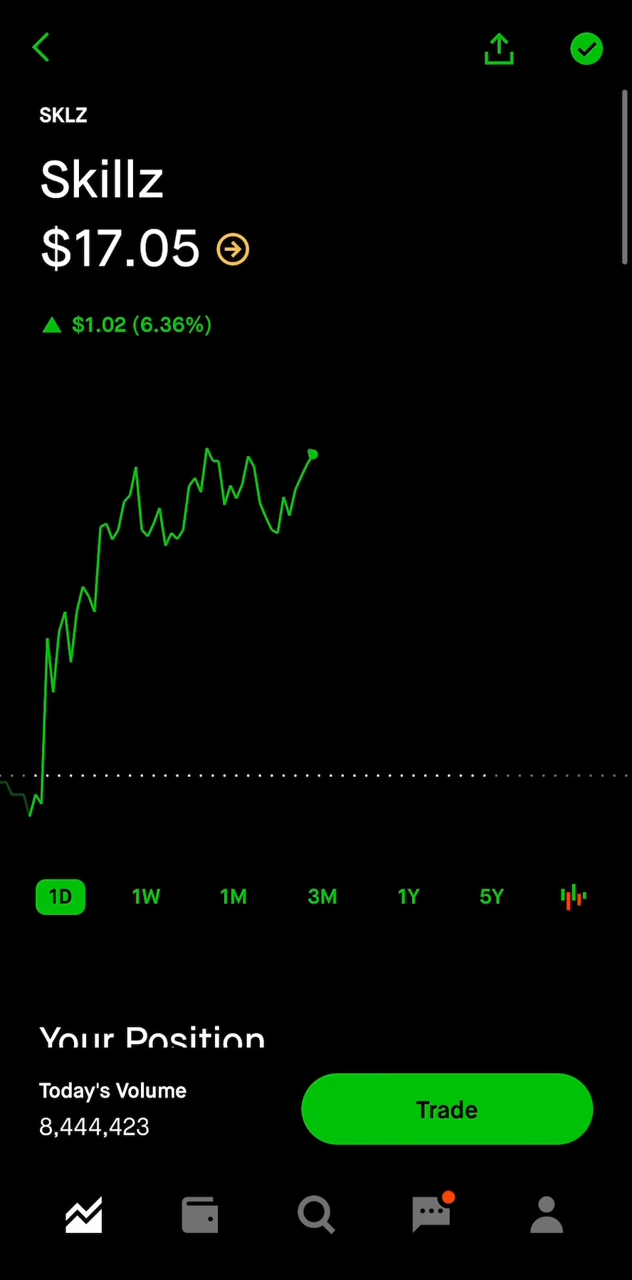 SKLZ
Skillz
$17.05
$1.02 (6.36%)
1D 1W 1M 3M 1Y 5Y
Your Position
Today's Volume
8,444,423
Trade